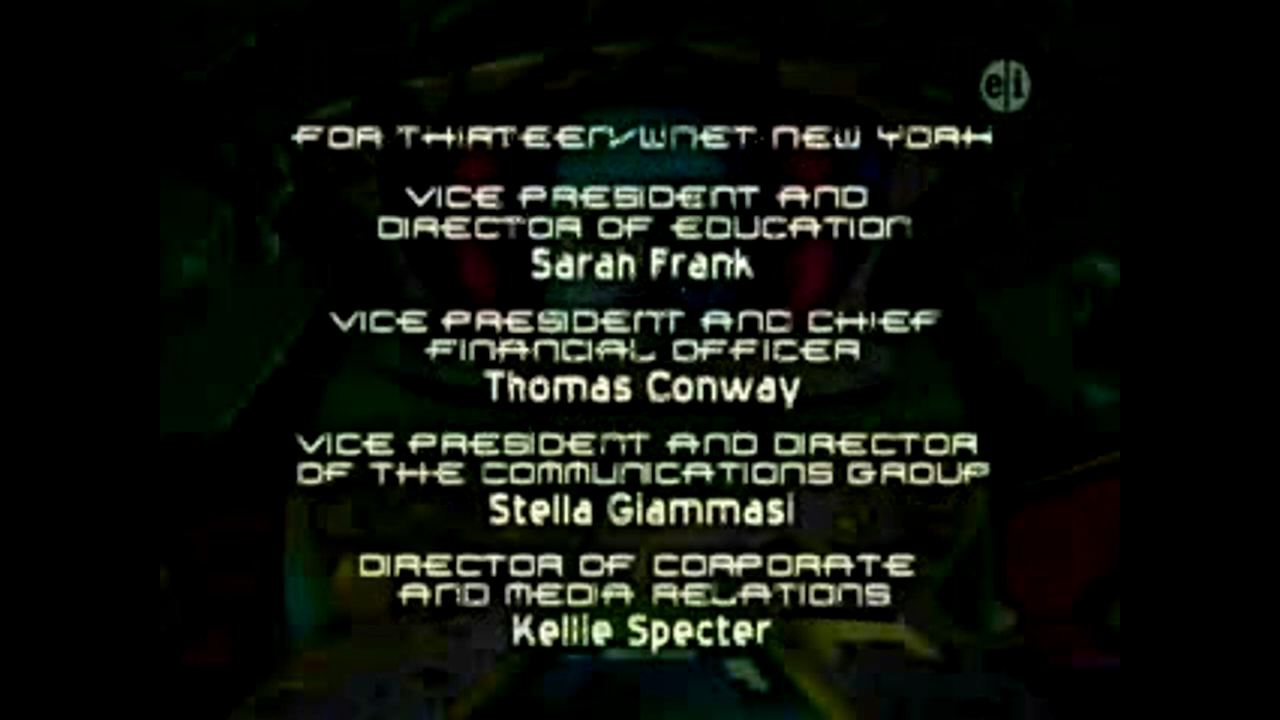 e/i
FOR THIRTEEN/WNET NEW YORK
VICE PRESIDENT AND
DIRECTOR OF EDUCATION
Sarah Frank
VICE PRESIDENT AND CHIEF
FINANCIAL OFFICER
Thomas Conway
VICE PRESIDENT AND DIRECTOR
OF THE COMMUNICATIONS GROUP
Stella Giammasi
DIRECTOR OF CORPORATE
AND MEDIA RELATIONS
Kellie Specter